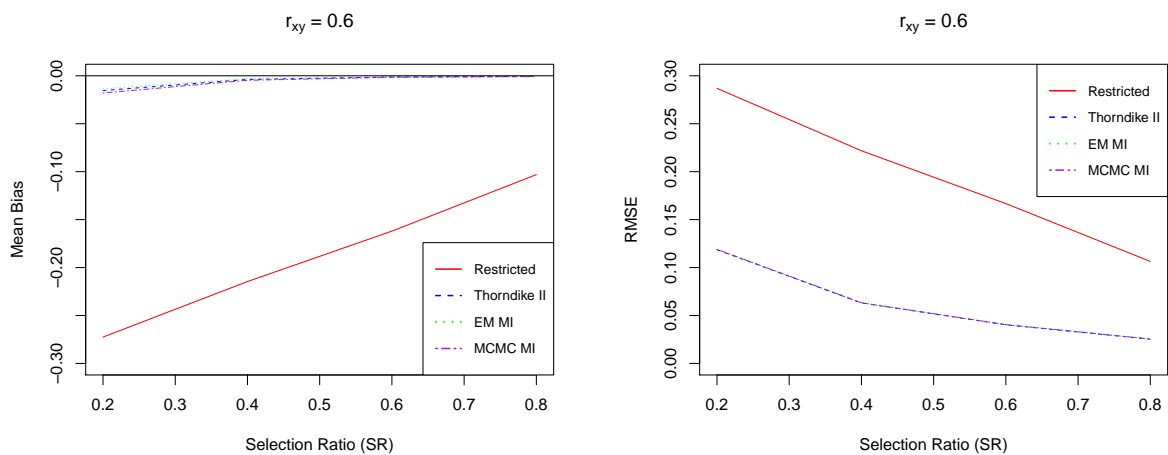 rxy = 0.6
0.00
−0.10
−0.20
−0.30
Mean Bias
Restricted
Thorndike II
EM MI
MCMC MI
0.2 0.3 0.4 0.5 0.6 0.7 0.8
Selection Ratio (SR)
rxy = 0.6
0.30
0.25
0.20
0.15
0.10
0.05
0.00
RMSE
Restricted
Thorndike II
EM MI
MCMC MI
0.2 0.3 0.4 0.5 0.6 0.7 0.8
Selection Ratio (SR)